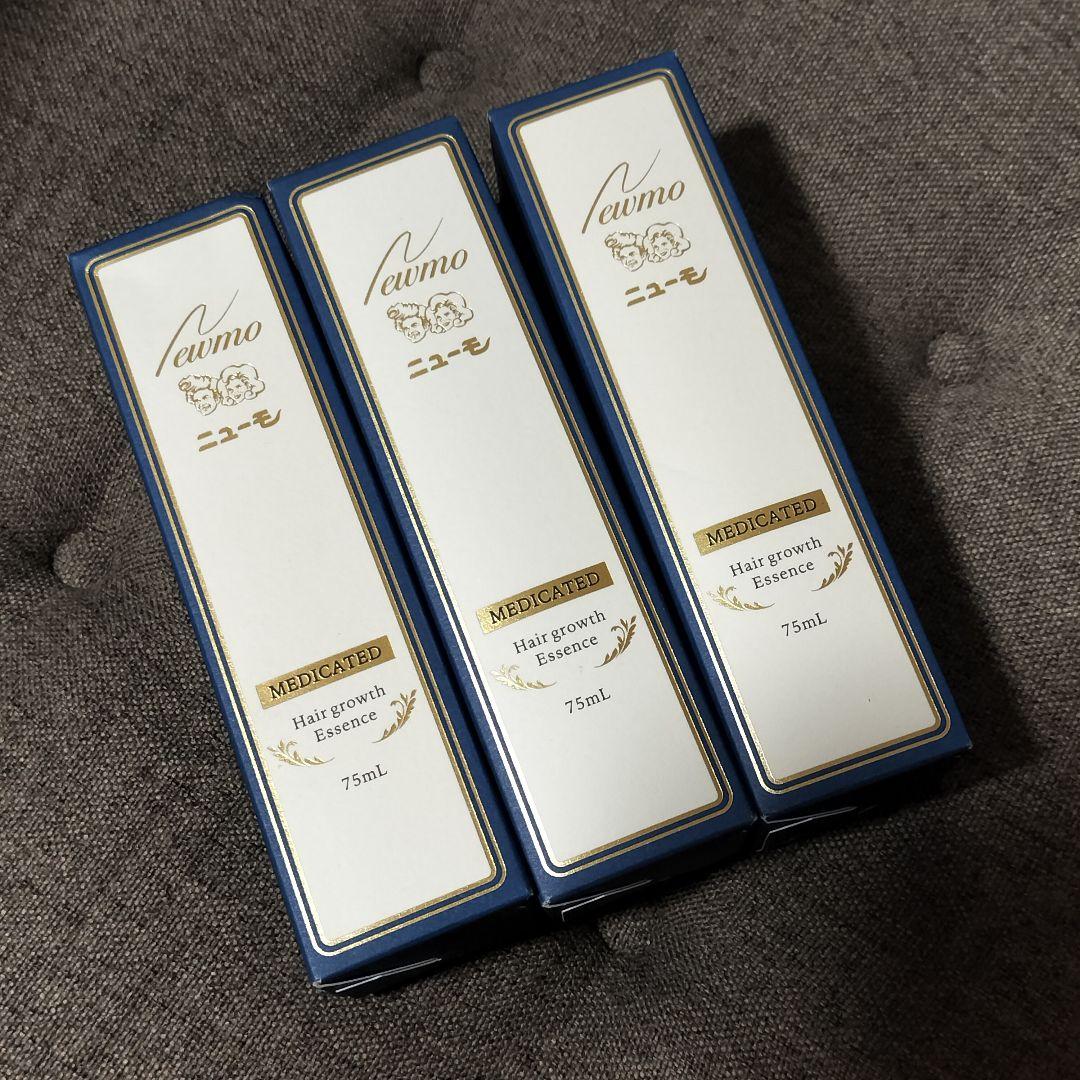 Newmo
ニューモ
MEDICATED
Hair growth
Essence
75mL
Newmo
ニューモ
MEDICATED
Hair growth
Essence
75mL
Newmo
ニューモ
MEDICATED
Hair growth
Essence
75mL